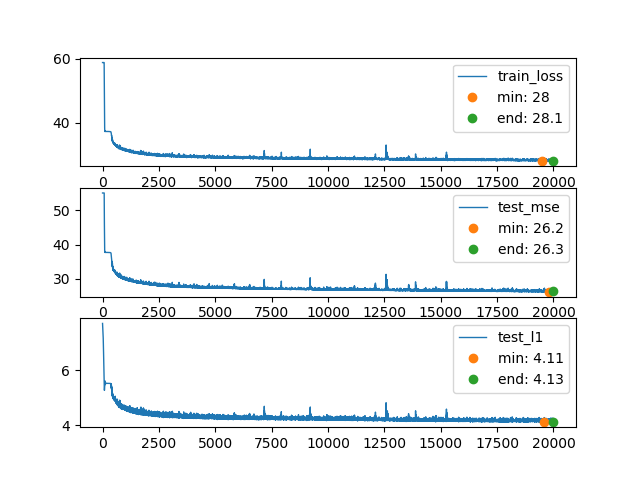 60
40
train_loss
min: 28
end: 28.1
0 2500 5000 7500 10000 12500 15000 17500 20000
50
40
30
test_mse
min: 26.2
end: 26.3
0 2500 5000 7500 10000 12500 15000 17500 20000
6
4
test_l1
min: 4.11
end: 4.13
0 2500 5000 7500 10000 12500 15000 17500 20000